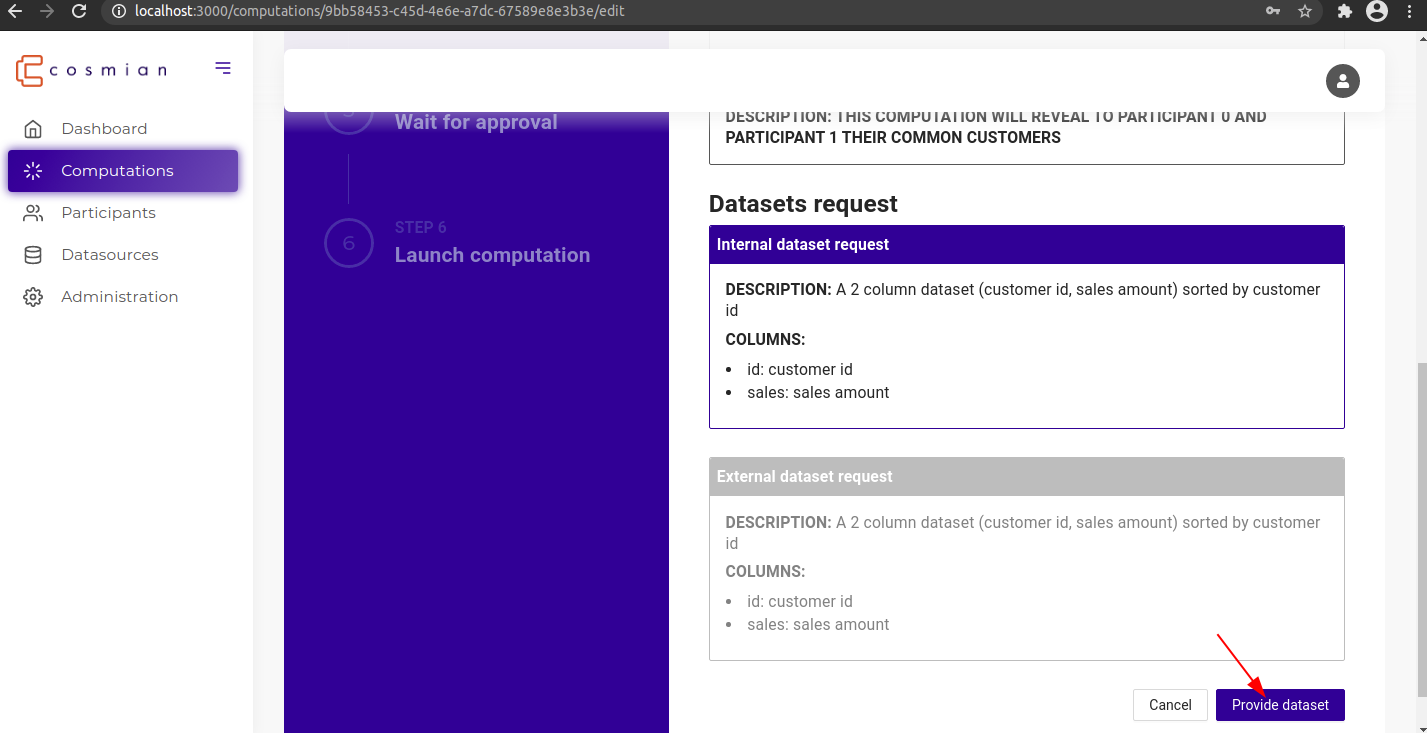 localhost:3000/computations/9bb58453-c45d-4e6e-a7dc-67589e8e3b3e/edit
cosmian
Dashboard
Computations
Participants
Datasources
Administration
Wait for approval
6
STEP 6
Launch computation
DESCRIPTION: THIS COMPUTATION WILL REVEAL TO PARTICIPANT 0 AND
PARTICIPANT 1 THEIR COMMON CUSTOMERS
Datasets request
Internal dataset request
DESCRIPTION: A 2 column dataset (customer id, sales amount) sorted by customer
id
COLUMNS:
• id: customer id
• sales: sales amount
External dataset request
DESCRIPTION: A 2 column dataset (customer id, sales amount) sorted by customer
id
COLUMNS:
• id: customer id
• sales: sales amount
Cancel
Provide dataset